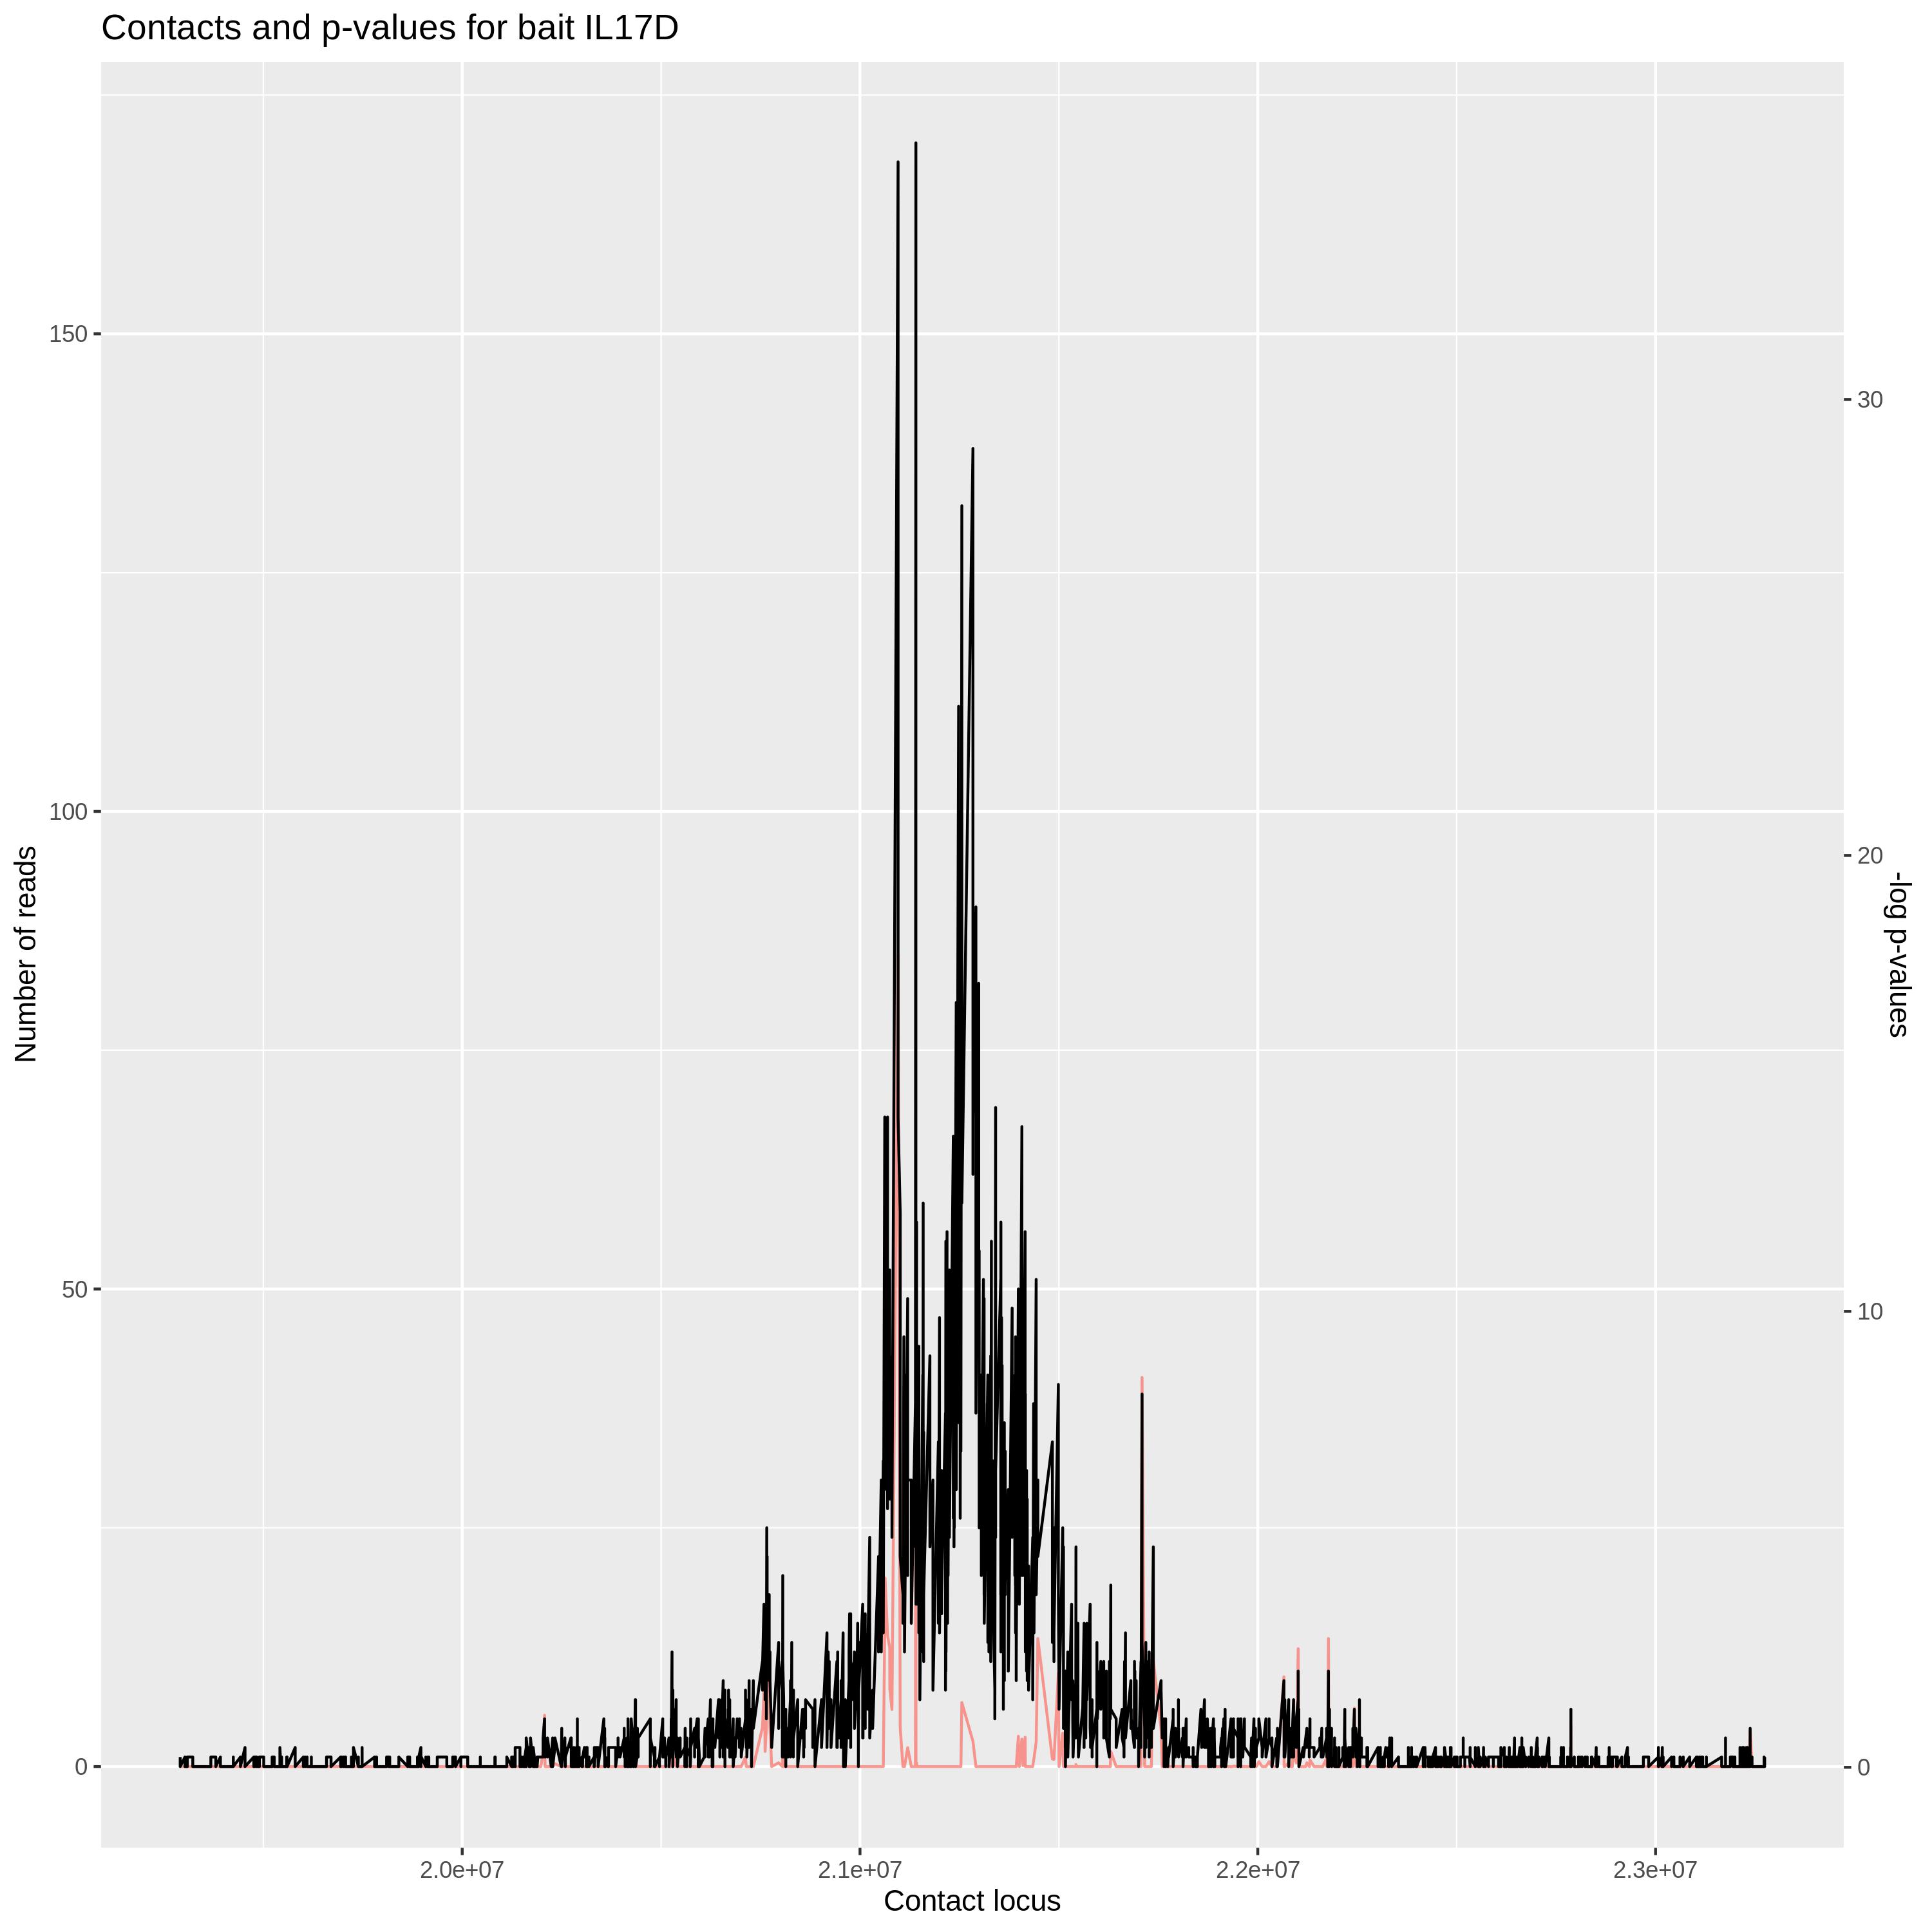 Contacts and p-values for bait IL17D
150
100
50
0
Number of reads
30
20
10
0
-log p-values
2.0e+07
2.1e+07
2.2e+07
2.3e+07
Contact locus